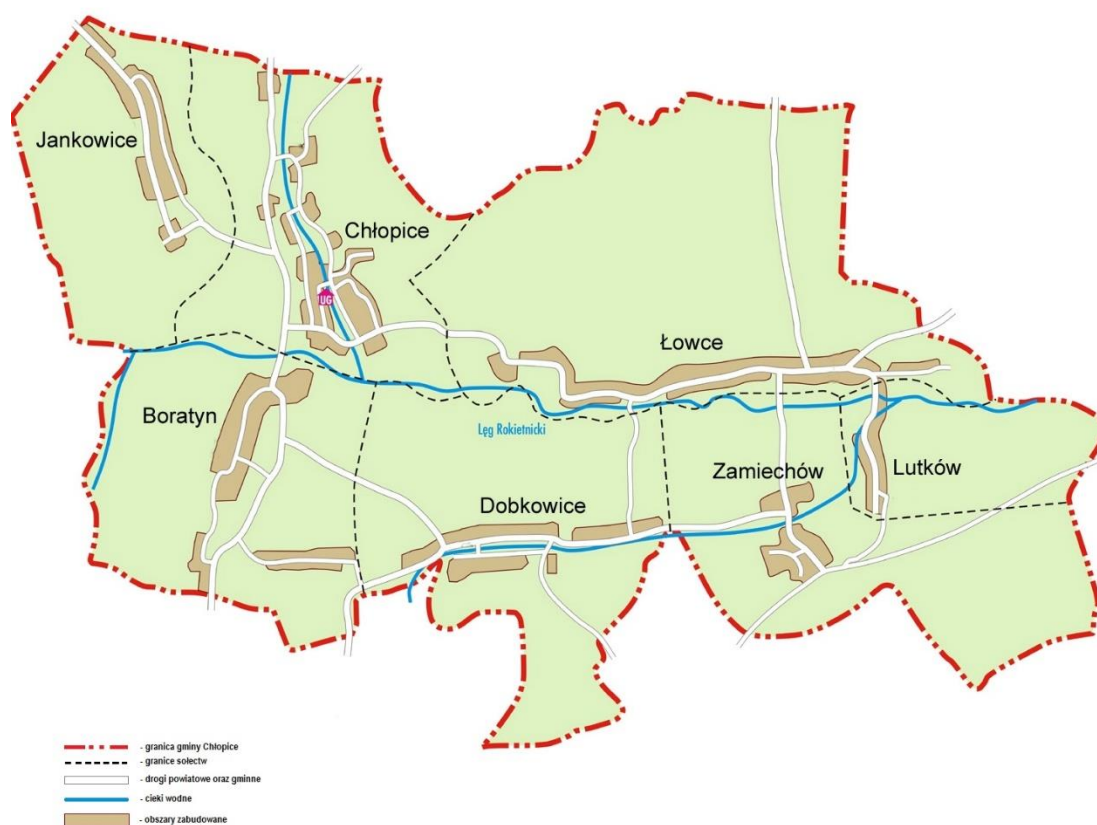 Jankowice
Chłopice
UG
Łowce
Boratyn
Lęg Rokietnicki
Zamiechów
Lutków
Dobkowice
- granica gminy Chłopice
- granice sołectw
- drogi powiatowe oraz gminne
- cieki wodne
- obszary zabudowane